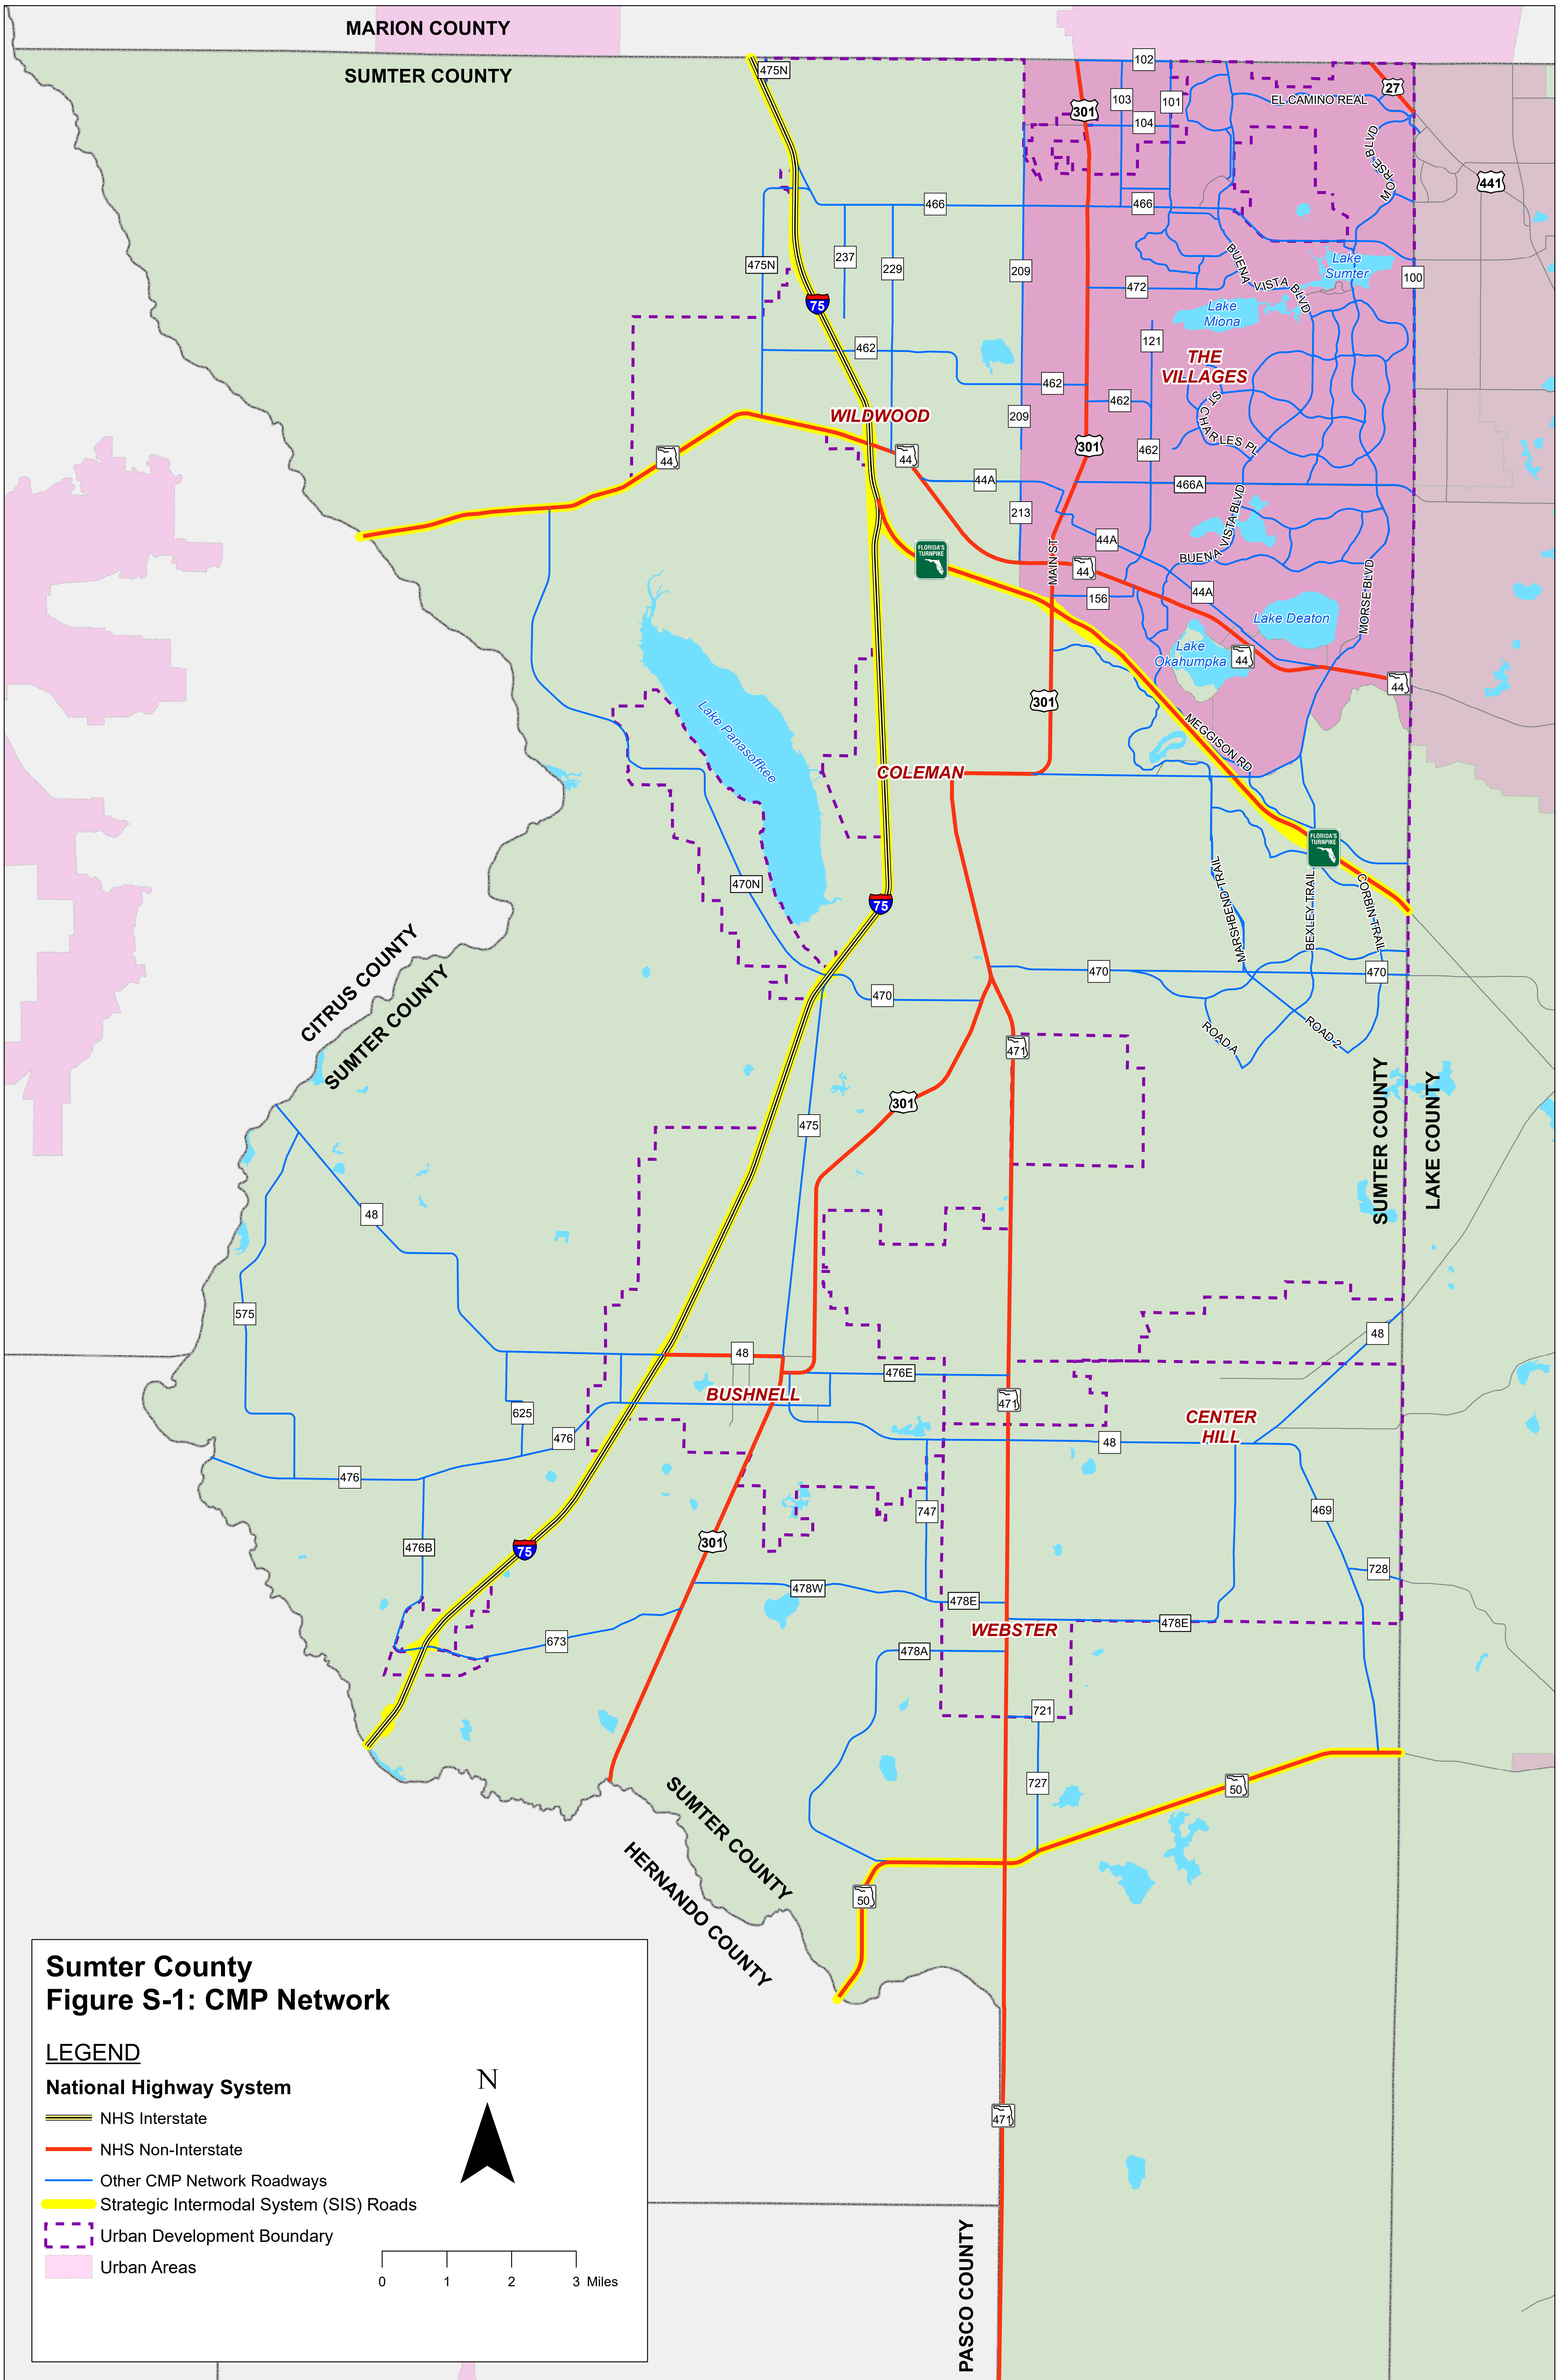 MARION COUNTY
SUMTER COUNTY
475N
102
27
103
101
EL CAMINO REAL
301
104
MORSE BLVD
441
466
466
475N
237
229
209
BUENA VISTA BLVD
Lake
Sumter
100
472
75
Lake
Miona
121
462
THE
VILLAGES
462
462
WILDWOOD
209
ST CHARLES PL
301
462
44
44
44A
466A
213
BUENA VISTA BLVD
44A
MAIN ST
FLORIDA'S
TURNPIKE
44
44A
156
MORSE BLVD
Lake Deaton
Lake
Okahumpka
44
44
301
Lake Panasoffkee
MEGGISON RD
COLEMAN
FLORIDA'S
TURNPIKE
470N
75
MARSHBEND TRAIL
BEXLEY TRAIL
CORBIN TRAIL
CITRUS COUNTY
SUMTER COUNTY
470
470
470
ROAD A
ROAD 2
471
SUMTER COUNTY
LAKE COUNTY
301
475
48
575
48
48
476E
BUSHNELL
471
625
CENTER
HILL
476
48
476
747
469
476B
75
301
728
478W
478E
478E
WEBSTER
673
478A
721
727
50
SUMTER COUNTY
HERNANDO COUNTY
50
471
PASCO COUNTY
Sumter County
Figure S-1: CMP Network
LEGEND
National Highway System
NHS Interstate
NHS Non-Interstate
Other CMP Network Roadways
Strategic Intermodal System (SIS) Roads
Urban Development Boundary
Urban Areas
N
0 1 2 3 Miles